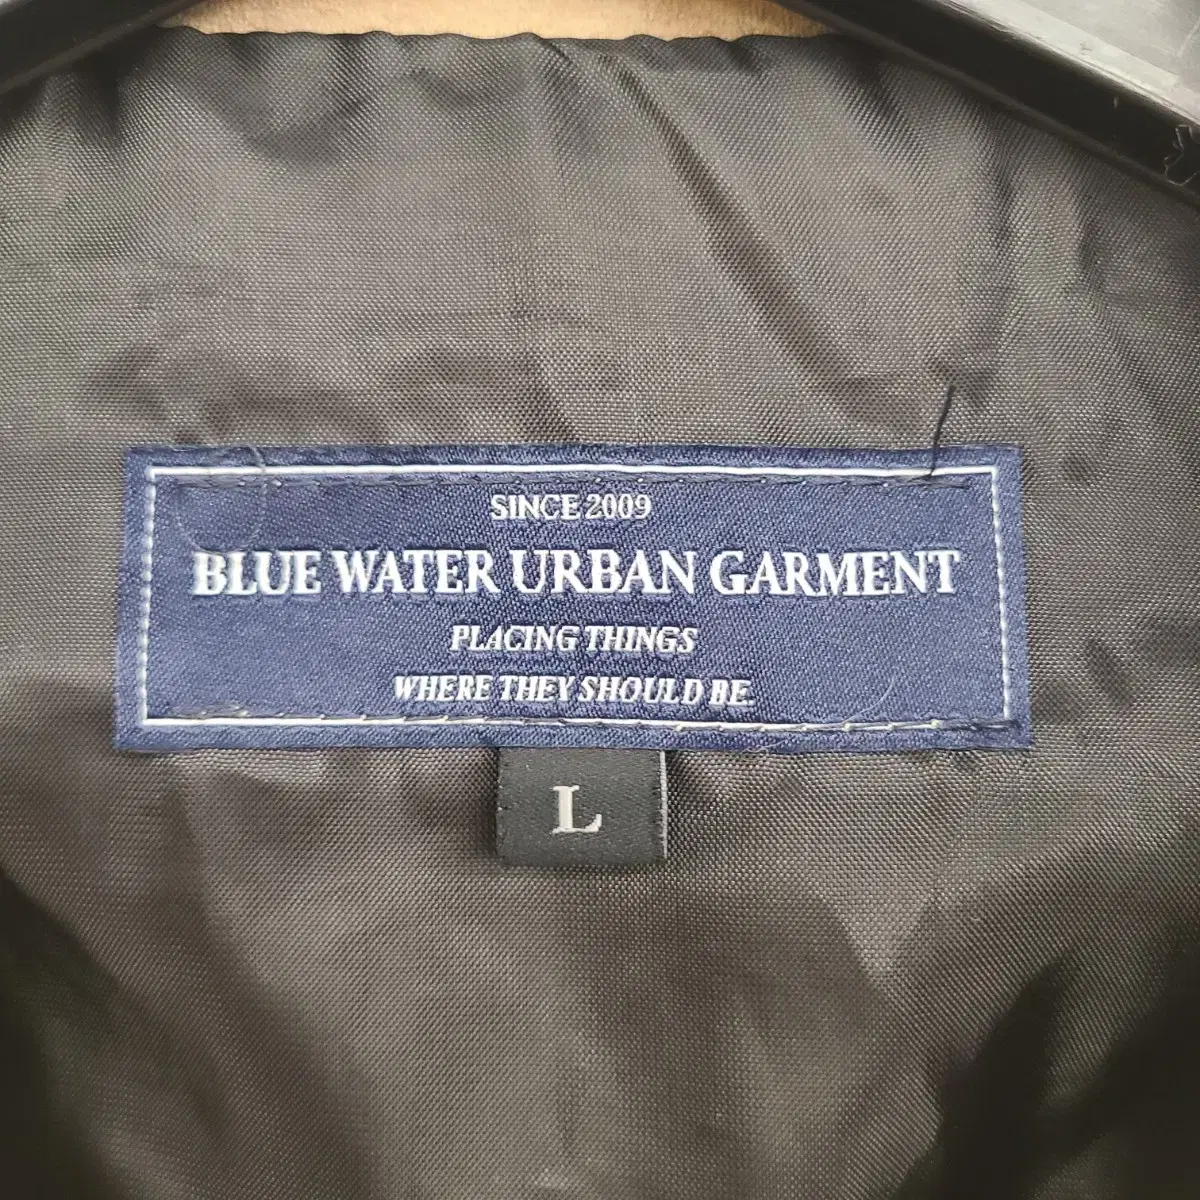 SINCE 2009
BLUE WATER URBAN GARMENT
PLACING THINGS
WHERE THEY SHOULD BE.
L